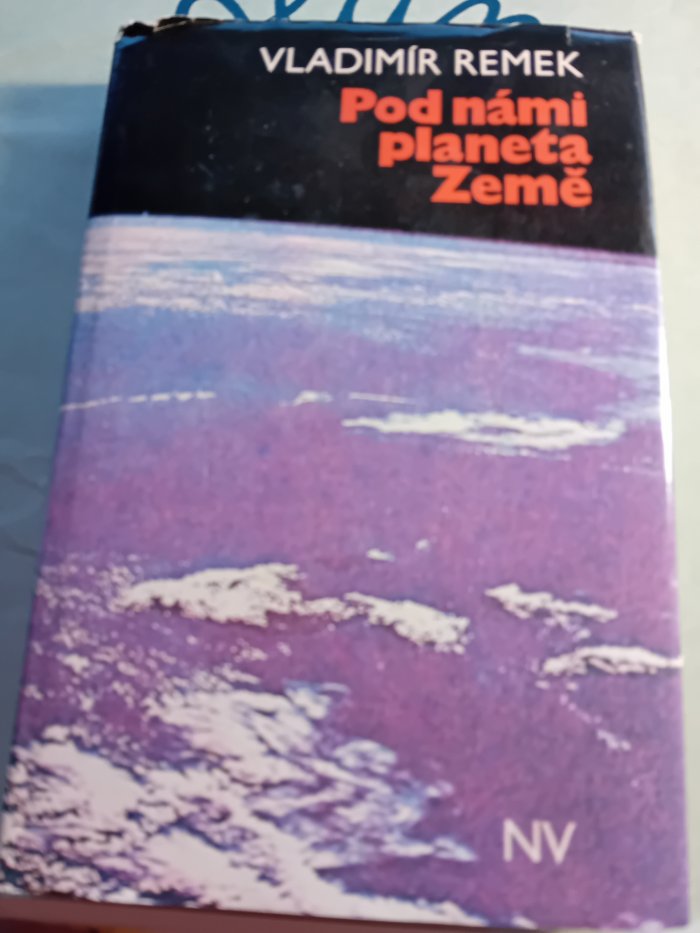 VLADIMÍR REMEK
Pod námi
planeta
Země
NV